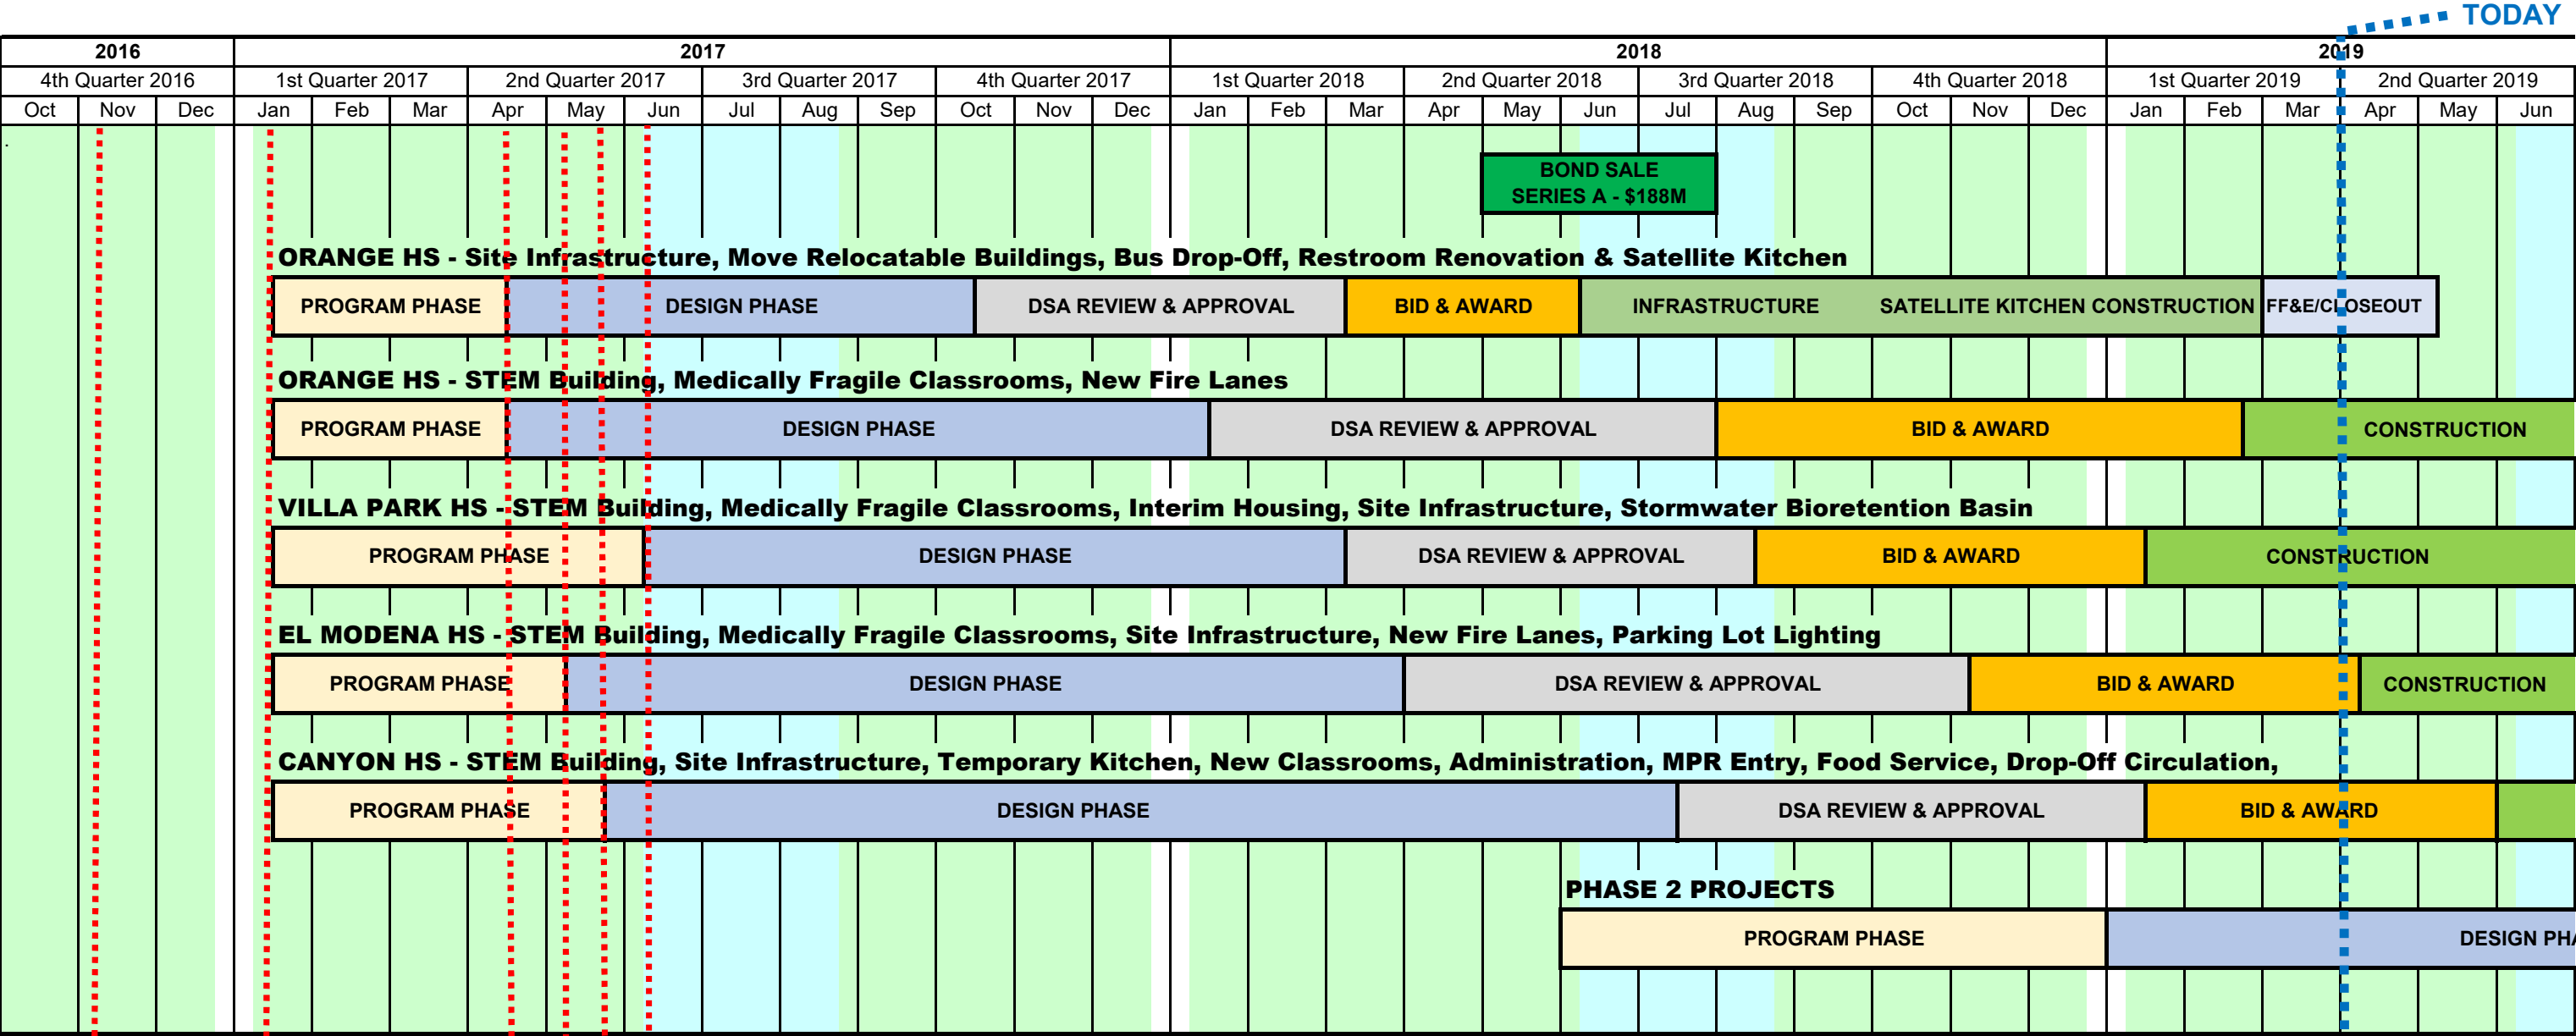 TODAY
2016 2017 2018 2019
4th Quarter 2016 1st Quarter 2017 2nd Quarter 2017 3rd Quarter 2017 4th Quarter 2017 1st Quarter 2018 2nd Quarter 2018 3rd Quarter 2018 4th Quarter 2018 1st Quarter 2019 2nd Quarter 2019
Oct Nov Dec Jan Feb Mar Apr May Jun Jul Aug Sep Oct Nov Dec Jan Feb Mar Apr May Jun Jul Aug Sep Oct Nov Dec Jan Feb Mar Apr May Jun
BOND SALE
SERIES A - $188M
ORANGE HS - Site Infrastructure, Move Relocatable Buildings, Bus Drop-Off, Restroom Renovation & Satellite Kitchen
PROGRAM PHASE DESIGN PHASE DSA REVIEW & APPROVAL BID & AWARD INFRASTRUCTURE SATELLITE KITCHEN CONSTRUCTION FF&E/CLOSEOUT
ORANGE HS - STEM Building, Medically Fragile Classrooms, New Fire Lanes
PROGRAM PHASE DESIGN PHASE DSA REVIEW & APPROVAL BID & AWARD CONSTRUCTION
VILLA PARK HS - STEM Building, Medically Fragile Classrooms, Interim Housing, Site Infrastructure, Stormwater Bioretention Basin
PROGRAM PHASE DESIGN PHASE DSA REVIEW & APPROVAL BID & AWARD CONSTRUCTION
EL MODENA HS - STEM Building, Medically Fragile Classrooms, Site Infrastructure, New Fire Lanes, Parking Lot Lighting
PROGRAM PHASE DESIGN PHASE DSA REVIEW & APPROVAL BID & AWARD CONSTRUCTION
CANYON HS - STEM Building, Site Infrastructure, Temporary Kitchen, New Classrooms, Administration, MPR Entry, Food Service, Drop-Off Circulation,
PROGRAM PHASE DESIGN PHASE DSA REVIEW & APPROVAL BID & AWARD
PHASE 2 PROJECTS
PROGRAM PHASE DESIGN PHA